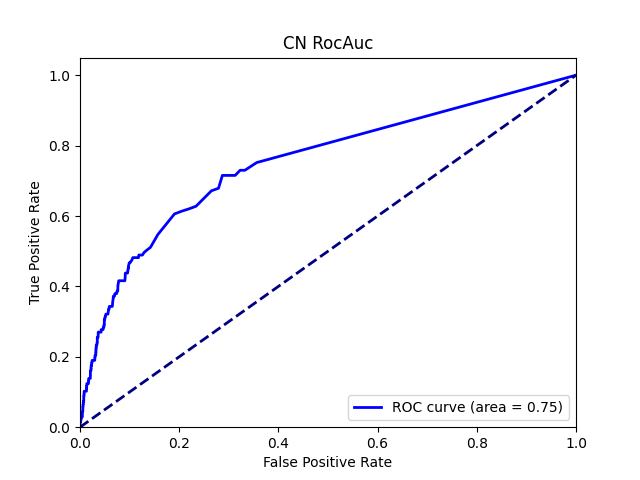 CN RocAuc
True Positive Rate
1.0
0.8
0.6
0.4
0.2
0.0
0.0 0.2 0.4 0.6 0.8 1.0
False Positive Rate
ROC curve (area = 0.75)